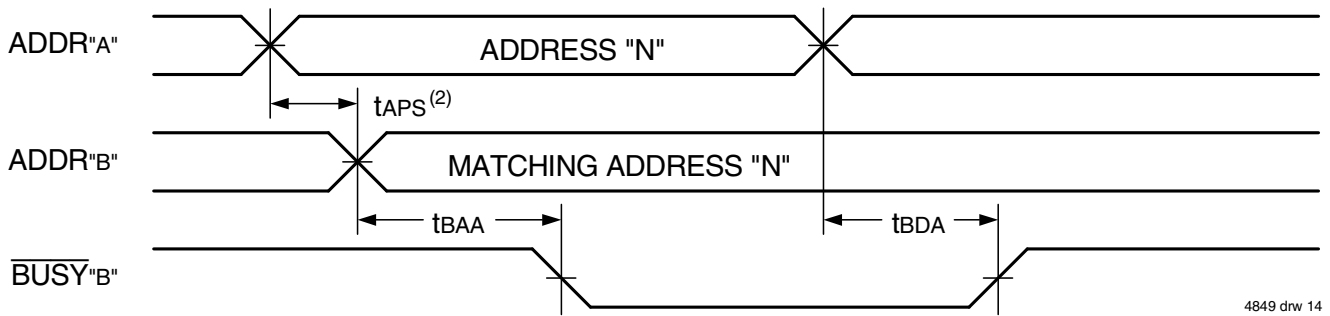 ADDR"A"
ADDRESS "N"
tAPS(2)
ADDR"B"
MATCHING ADDRESS "N"
tBAA
tBDA
BUSY"B"
4849 drw 14